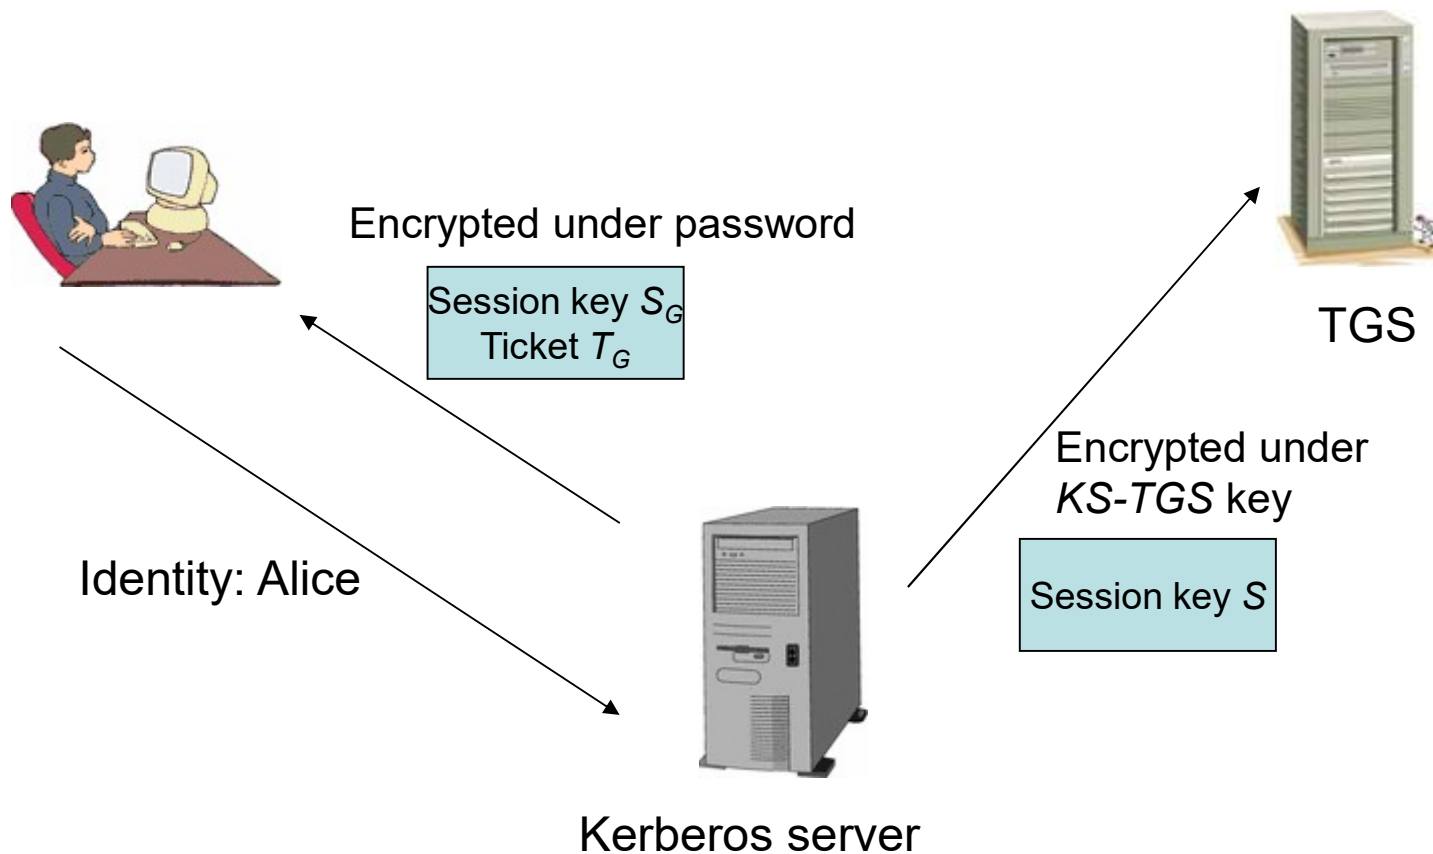 Encrypted under password
Session key S_G
Ticket T_G
TGS
Encrypted under
KS-TGS key
Session key S
Identity: Alice
Kerberos server